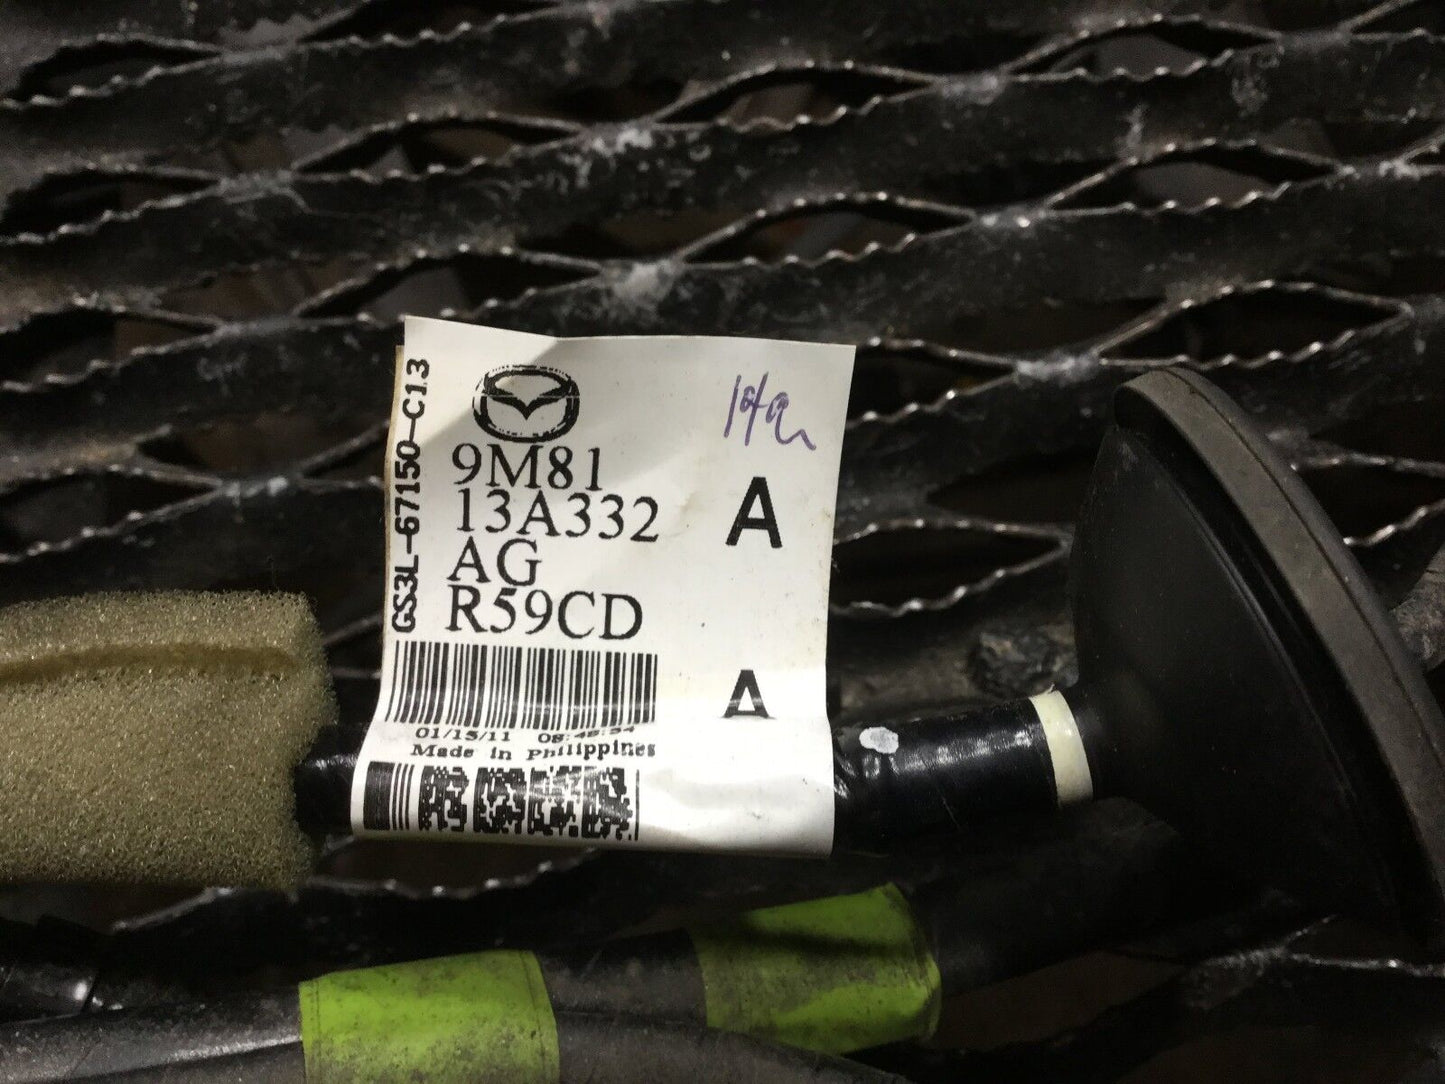 GS3L-67150-C13
9M81
13A332
AG
R59CD
A
A
01/15/11
Made in Philippines